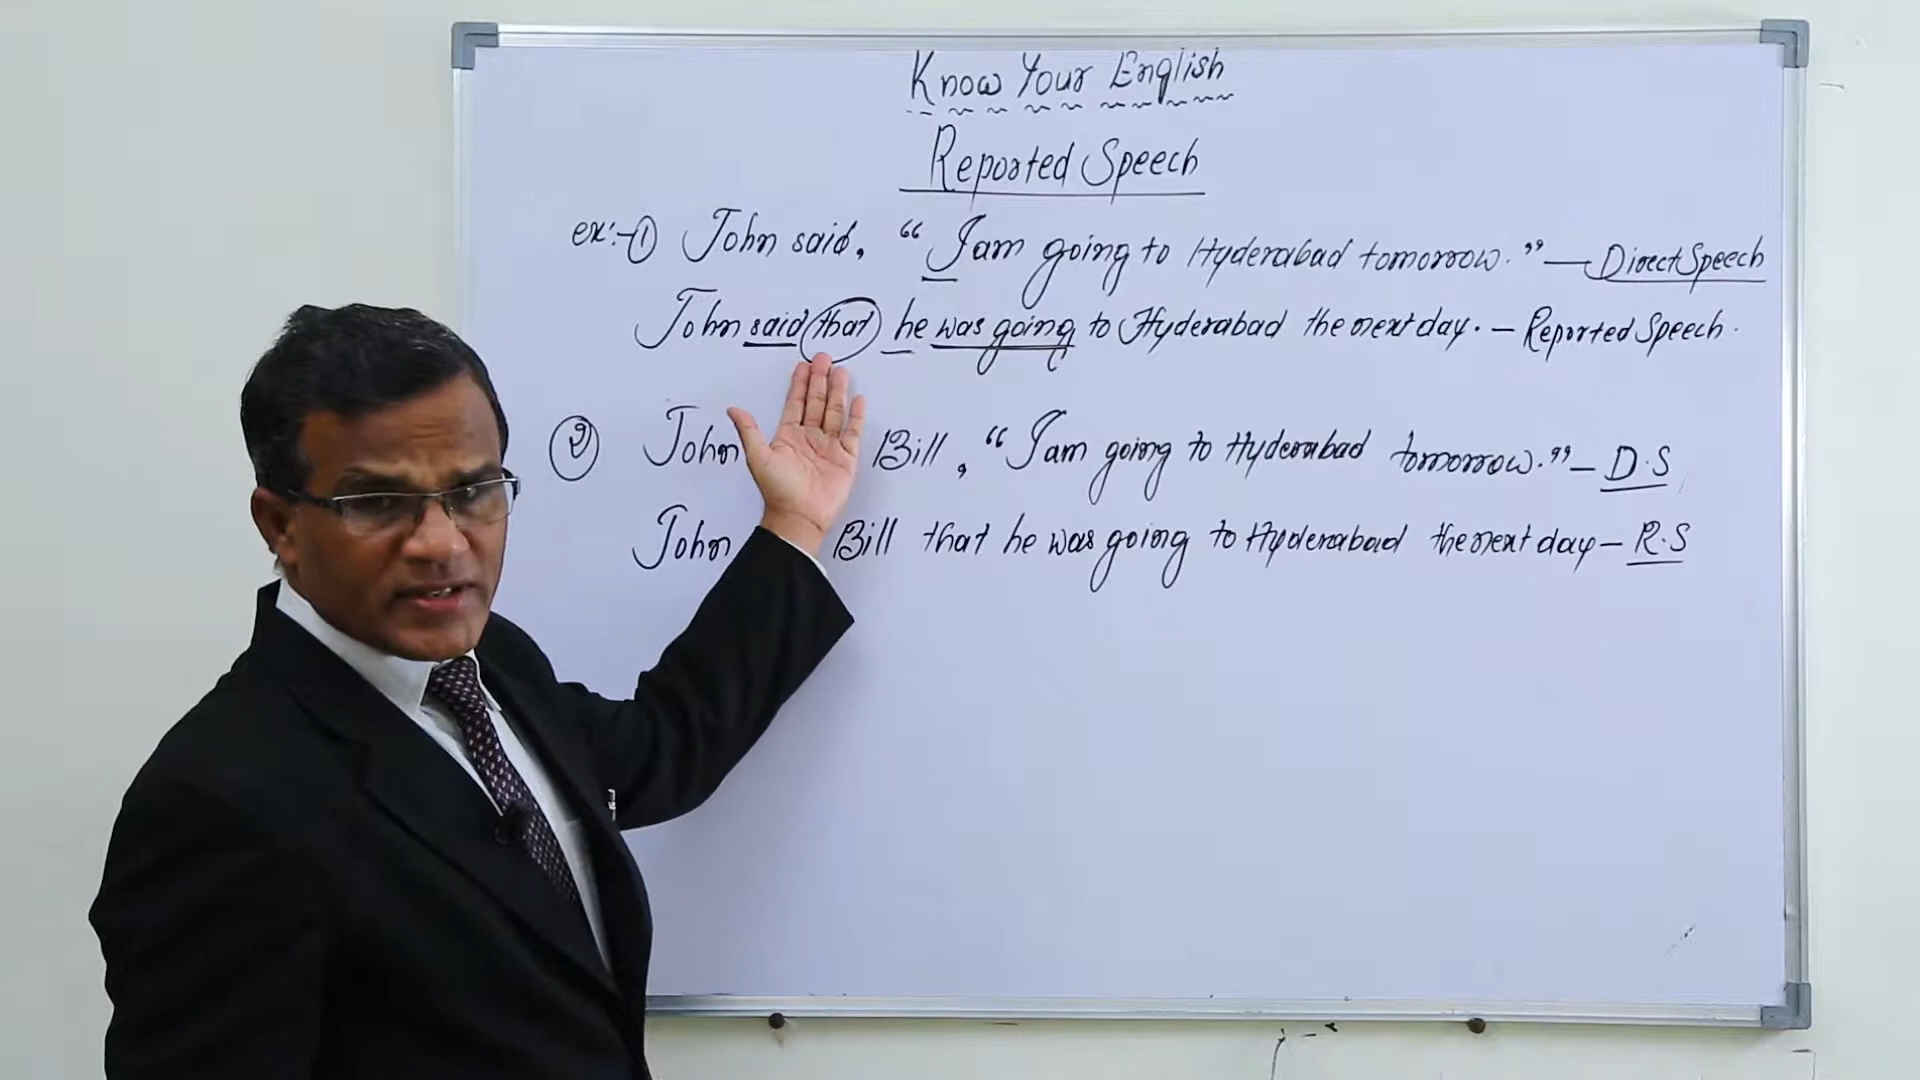 Know Your English
Reported Speech
ex:- ① John said, “I am going to Hyderabad tomorrow.” — Direct Speech
John said that he was going to Hyderabad the next day. – Reported Speech.
② John Bill, “I am going to Hyderabad tomorrow.” – D.S
John Bill that he was going to Hyderabad the next day – R.S